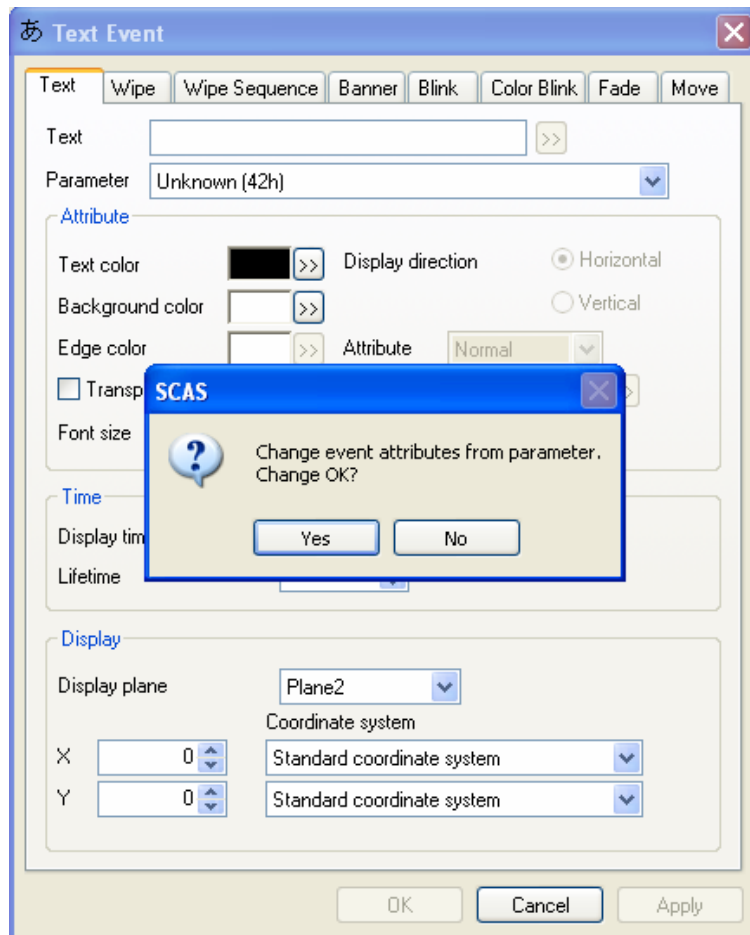 あ Text Event
Text Wipe Wipe Sequence Banner Blink Color Blink Fade Move
Text >>
Parameter Unknown (42h)
Attribute
Text color >> Display direction Horizontal
Background color >> Vertical
Edge color >> Attribute Normal
Transp
Font size
SCAS
Change event attributes from parameter.
Change OK?
Yes No
Time
Display tim
Lifetime
Display
Display plane Plane2
Coordinate system
X 0 Standard coordinate system
Y 0 Standard coordinate system
OK Cancel Apply